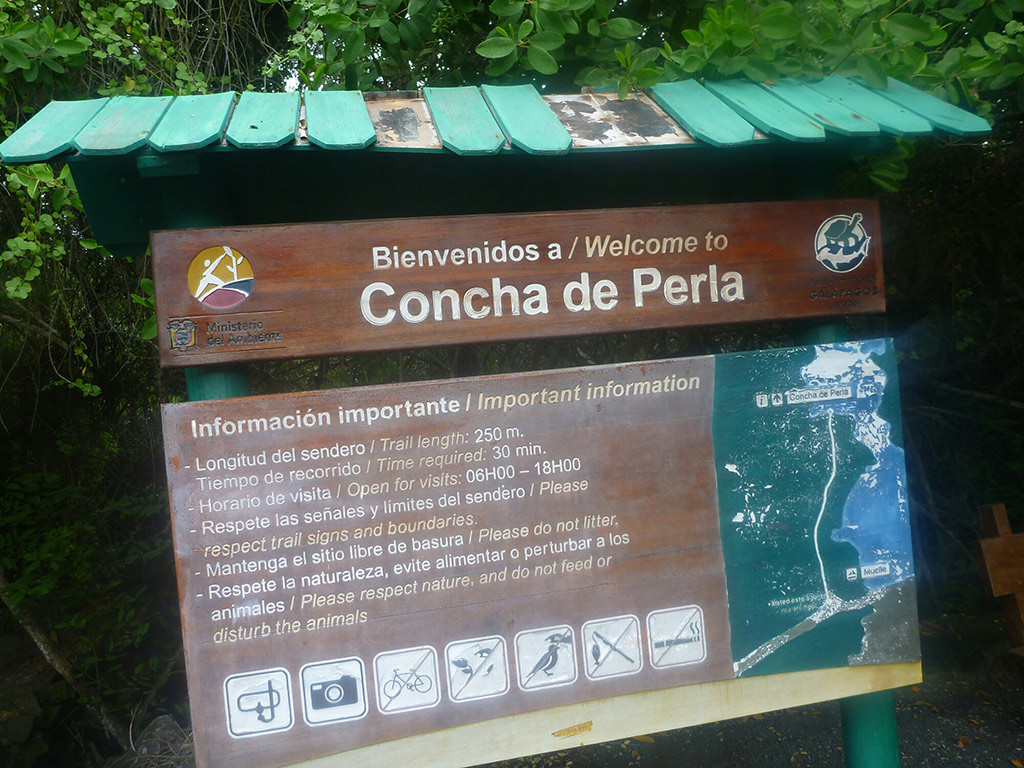 Bienvenidos a / Welcome to
Concha de Perla
Ministerio
del Ambiente
GALÁPAGOS
Información importante / Important information
- Longitud del sendero / Trail length: 250 m.
Tiempo de recorrido / Time required: 30 min.
- Horario de visita / Open for visits: 06H00 – 18H00
- Respete las señales y límites del sendero / Please
respect trail signs and boundaries.
- Mantenga el sitio libre de basura / Please do not litter.
- Respete la naturaleza, evite alimentar o perturbar a los
animales / Please respect nature, and do not feed or
disturb the animals
i
Concha de Perla
Muelle
Usted está aquí